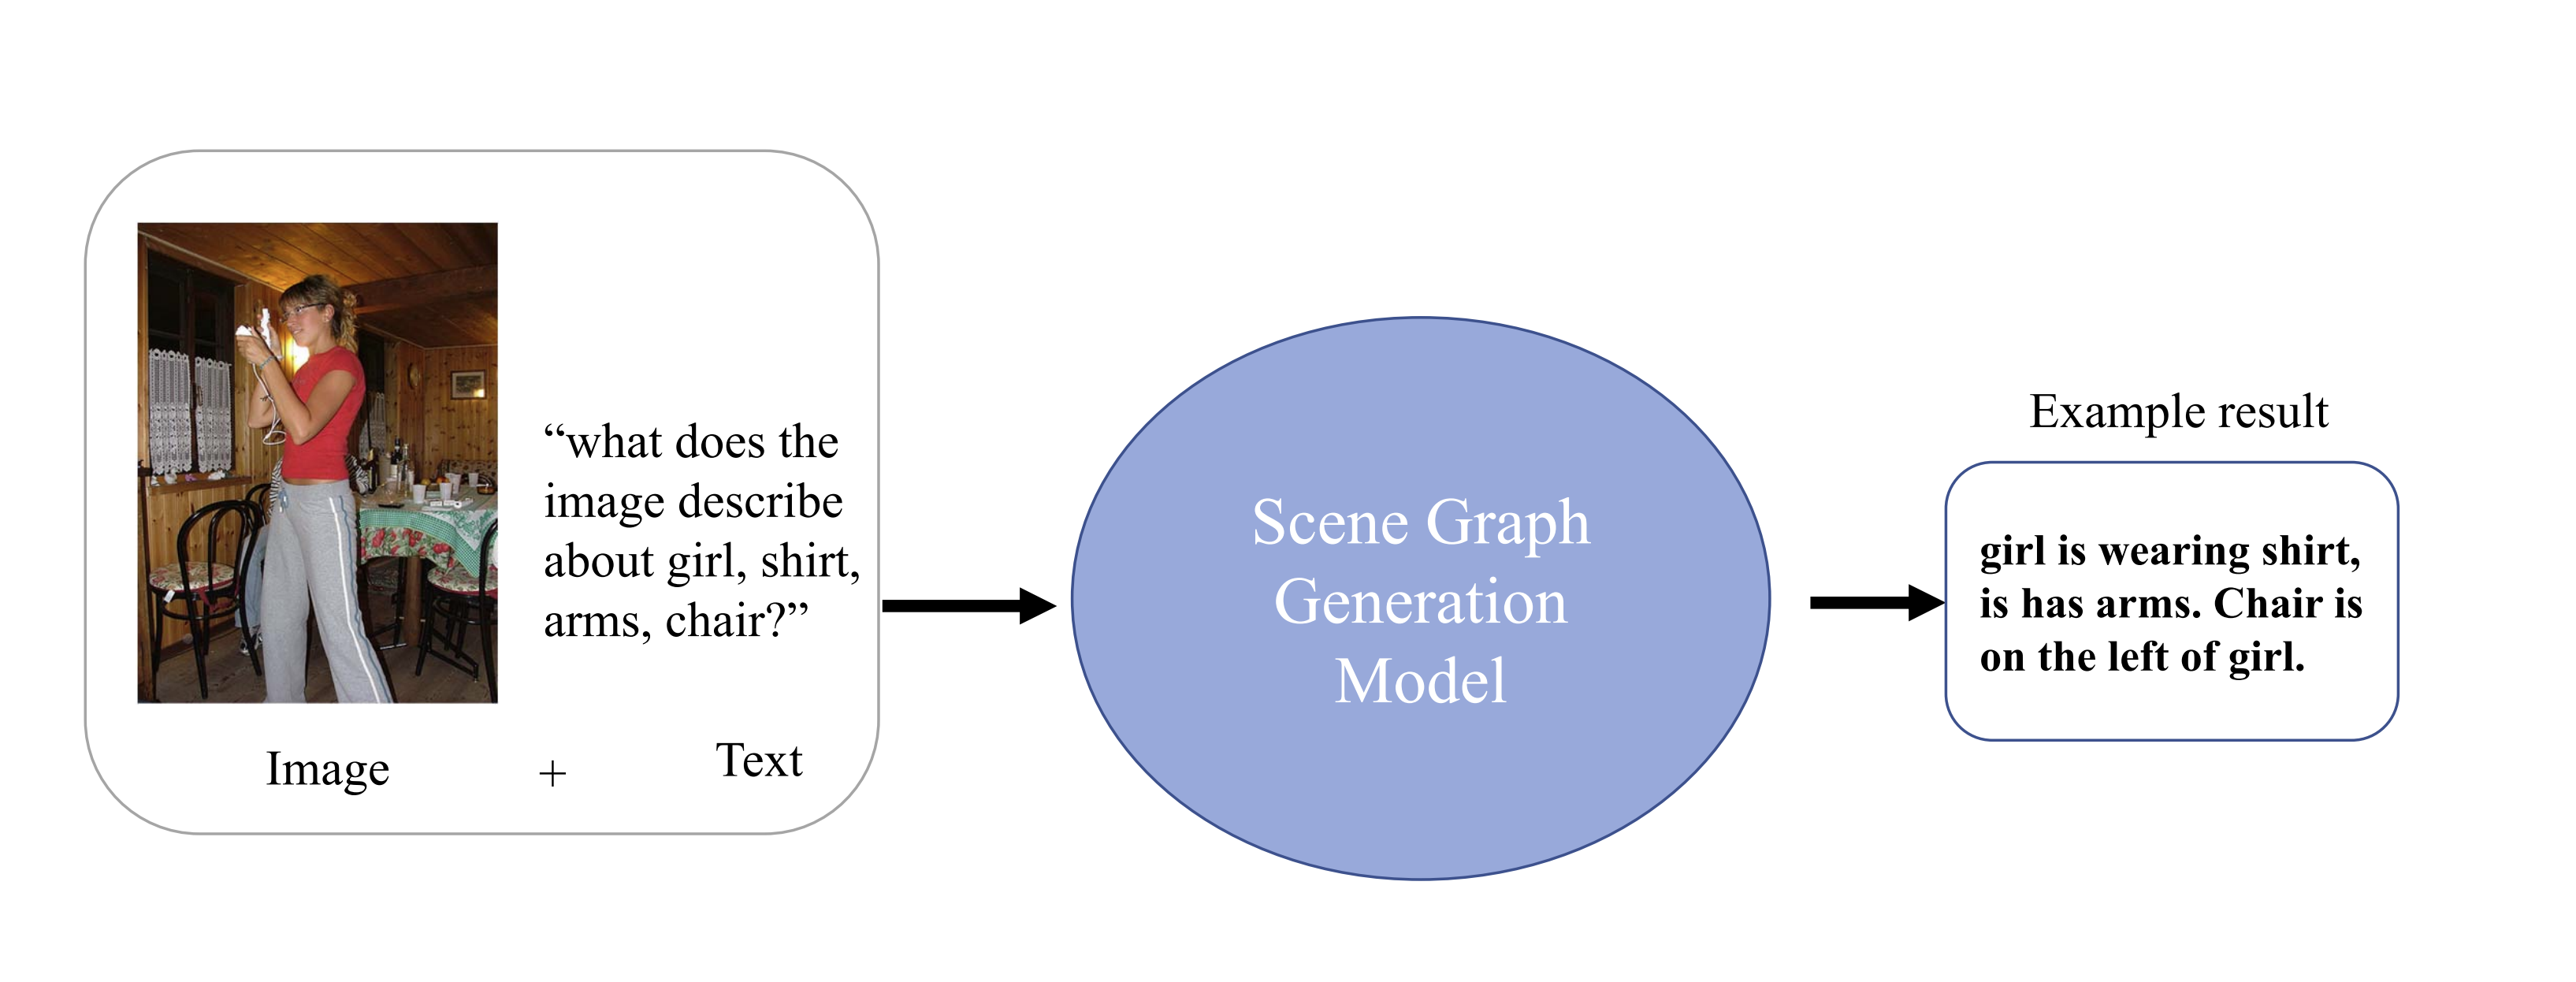 “what does the
image describe
about girl, shirt,
arms, chair?”
Image + Text
Scene Graph
Generation
Model
Example result
girl is wearing shirt,
is has arms. Chair is
on the left of girl.